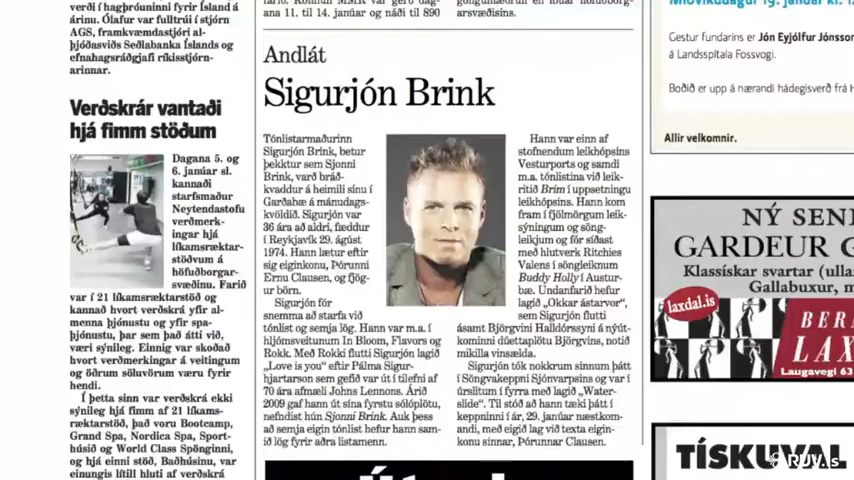 verði í hagþróuninni fyrir Ísland á
árinu. Ólafur var fulltrúi í stjórn
AGS, framkvæmdastjóri al-
þjóðasviðs Seðlabanka Íslands og
efnahagsráðgjafi ríkisstjórn-
arinnar.
Verðskrár vantaði
hjá fimm stöðum
Dagana 5. og
6. janúar sl.
kannaði
starfsmaður
Neytendastofu
verðmerk-
ingar hjá
líkamsræktar-
stöðvum á
höfuðborgar-
svæðinu. Farið
var í 21 líkamsræktarstöð og
kannað hvort verðskrá yfir al-
menna þjónustu og yfir spa-
þjónustu, þar sem það átti við,
væri sýnileg. Einnig var skoðað
hvort verðmerkingar á veitingum
og öðrum söluvörum væru fyrir
hendi.
Í þetta sinn var verðskrá ekki
sýnileg hjá fimm af 21 líkams-
ræktarstöð, það voru Bootcamp,
Grand Spa, Nordica Spa, Sport-
húsið og World Class Spönginni,
og hjá einni stöð, Baðhúsinu, var
einungis lítill hluti af verðskrá
ana 11. til 14. janúar og náði til 890
arsvæðisins.
Andlát
Sigurjón Brink
Tónlistarmaðurinn
Sigurjón Brink, betur
þekktur sem Sjonni
Brink, varð bráð-
kvaddur á heimili sínu í
Garðabæ á mánudags-
kvöldið. Sigurjón var
36 ára að aldri, fæddur
í Reykjavík 29. ágúst
1974. Hann lætur eftir
sig eiginkonu, Þórunni
Ernu Clausen, og fjög-
ur börn.
Sigurjón fór
snemma að starfa við
tónlist og semja lög. Hann var m.a. í
hljómsveitunum In Bloom, Flavors og
Rokk. Með Rokki flutti Sigurjón lagið
„Love is you“ eftir Pálma Sigur-
hjartarson sem gefið var út í tilefni af
70 ára afmæli Johns Lennons. Árið
2009 gaf hann út sína fyrstu sólóplötu,
nefndist hún Sjonni Brink. Auk þess
að semja eigin tónlist hefur hann sam-
ið lög fyrir aðra listamenn.
Hann var einn af
stofnendum leikhópsins
Vesturports og samdi
m.a. tónlistina við leik-
ritið Brim í uppsetningu
leikhópsins. Hann kom
fram í fjölmörgum leik-
sýningum og söng-
leikjum og fór síðast
með hlutverk Ritchies
Valens í söngleiknum
Buddy Holly í Austur-
bæ. Undanfarið hefur
lagið „Okkar ástarvor“,
sem Sigurjón flutti
ásamt Björgvini Halldórssyni á nýút-
kominni dúettaplötu Björgvins, notið
mikilla vinsælda.
Sigurjón tók nokkrum sinnum þátt
í Söngvakeppni Sjónvarpsins og var í
úrslitum í fyrra með lagið „Water-
slide“. Til stóð að hann tæki þátt í
keppninni í ár, 29. janúar næstkom-
andi, með eigið lag við texta eigin-
konu sinnar, Þórunnar Clausen.
Miðvikudagur 19. janúar kl. 1
Gestur fundarins er Jón Eyjólfur Jónsson
á Landsspítala Fossvogi.
Boðið er upp á nærandi hádegisverð frá H
Allir velkomnir.
NÝ SEN
GARDEUR G
Klassískar svartar (ullar
Gallabuxur, m
laxdal.is
BER
LAX
Laugavegi 63
TÍSKUVAL
RÚV.is